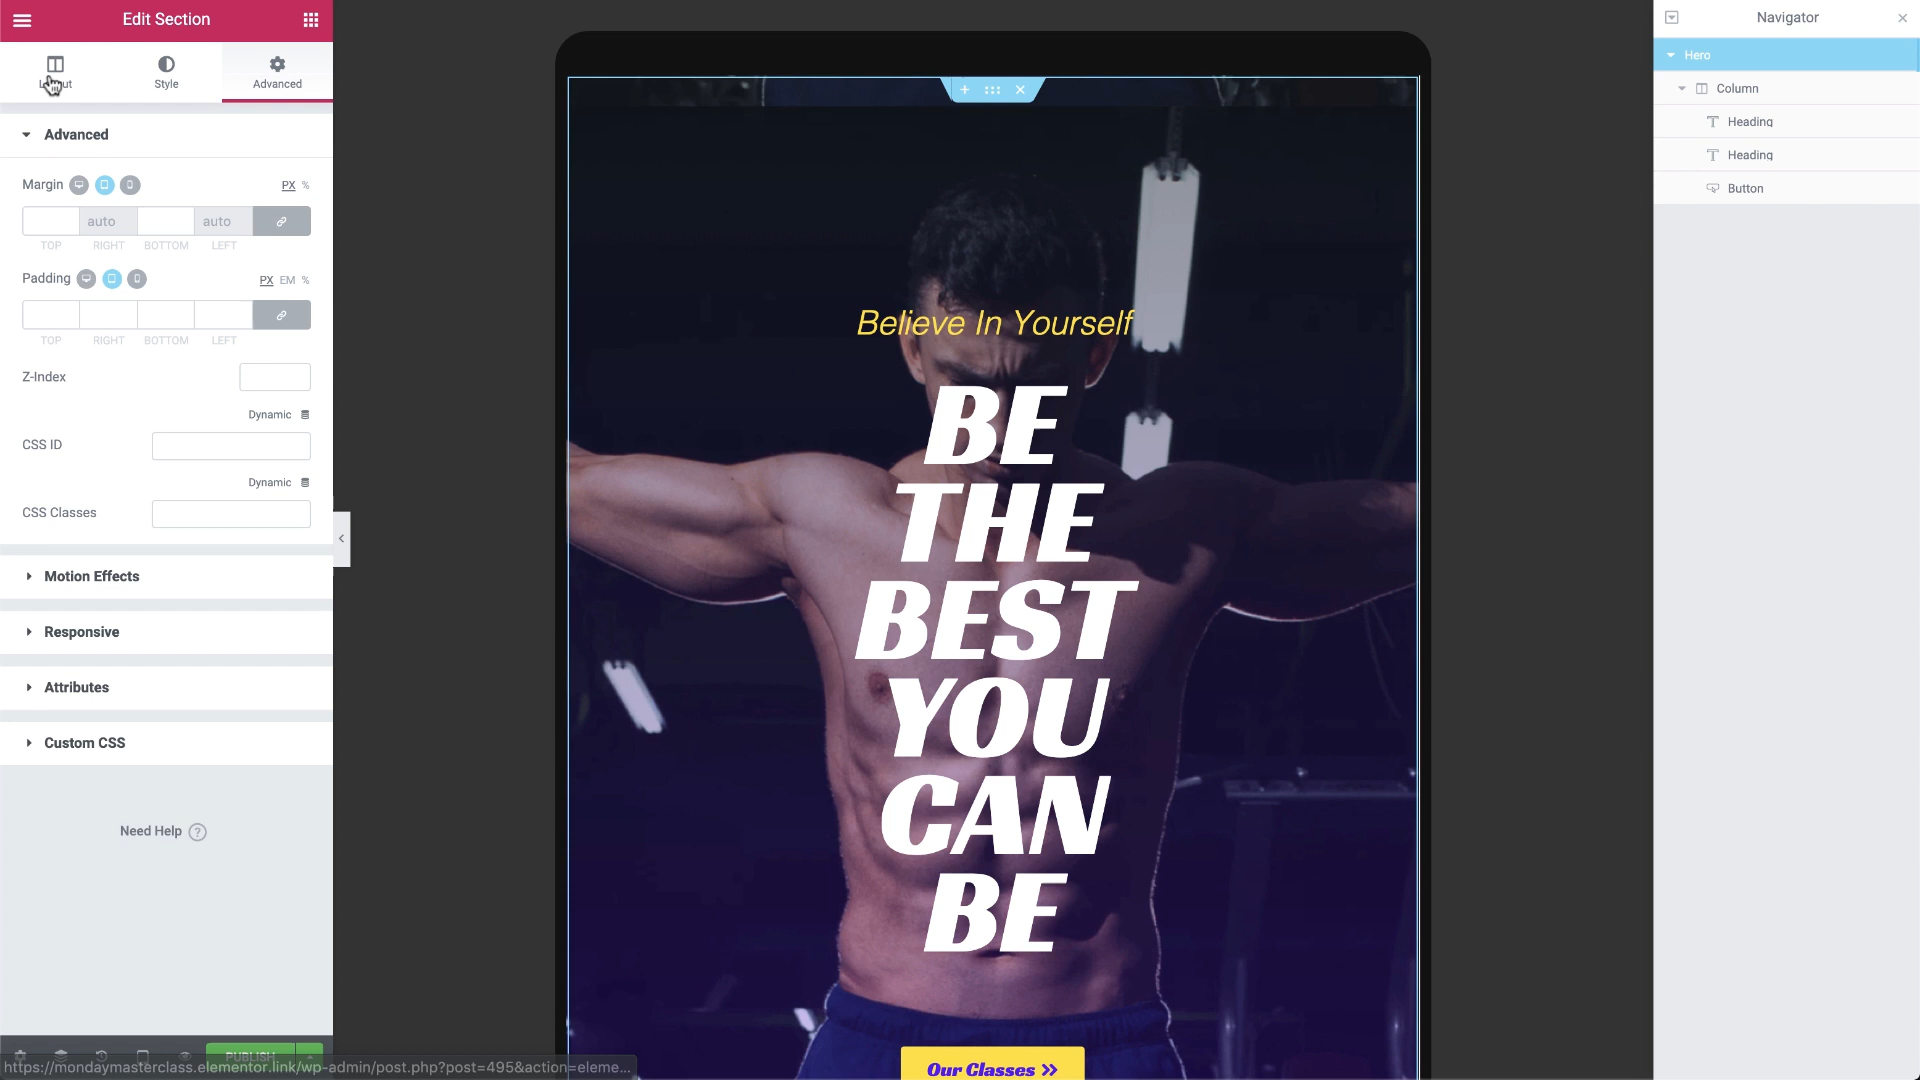 Edit Section
Style
Advanced
Advanced
Margin
PX %
auto auto
TOP RIGHT BOTTOM LEFT
Padding
PX EM %
TOP RIGHT BOTTOM LEFT
Z-Index
Dynamic
CSS ID
Dynamic
CSS Classes
Motion Effects
Responsive
Attributes
Custom CSS
Need Help ?
PUBLISH
https://mondaymasterclass.elementor.link/wp-admin/post.php?post=495&action=eleme...
Believe In Yourself
BE
THE
BEST
YOU
CAN
BE
Our Classes »
Navigator
Hero
Column
Heading
Heading
Button